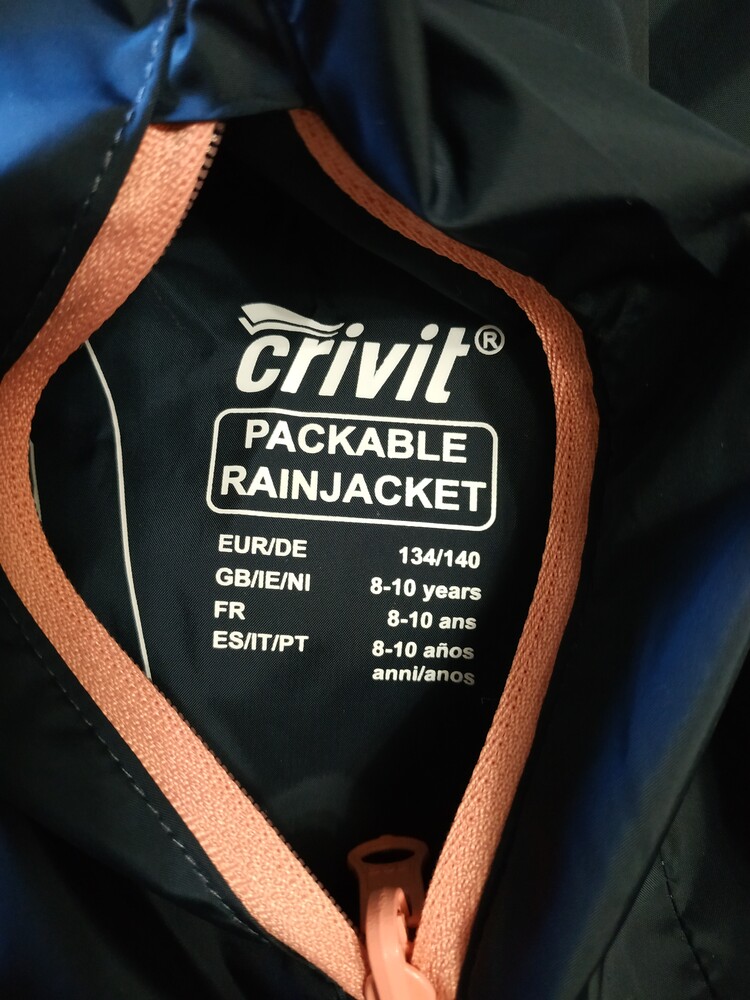 crivit®
PACKABLE
RAINJACKET
EUR/DE 134/140
GB/IE/NI 8-10 years
FR 8-10 ans
ES/IT/PT 8-10 años
anni/anos